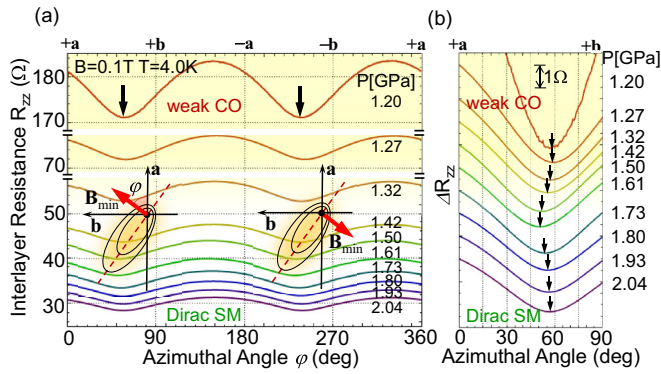 (a)
+a +b −a −b +a
B=0.1T T=4.0K
P[GPa]
Interlayer Resistance Rzz (Ω)
180
170
70
50
40
30
weak CO
1.20
1.27
1.32
1.42
1.50
1.61
1.73
1.80
1.93
2.04
a
φ
Bmin
b
a
b
Bmin
Dirac SM
0 90 180 270 360
Azimuthal Angle φ (deg)
(b)
+a +b
P[GPa]
1Ω
ΔRzz
weak CO
1.20
1.27
1.32
1.42
1.50
1.61
1.73
1.80
1.93
2.04
Dirac SM
0 30 60 90
Azimuthal Angle (deg)